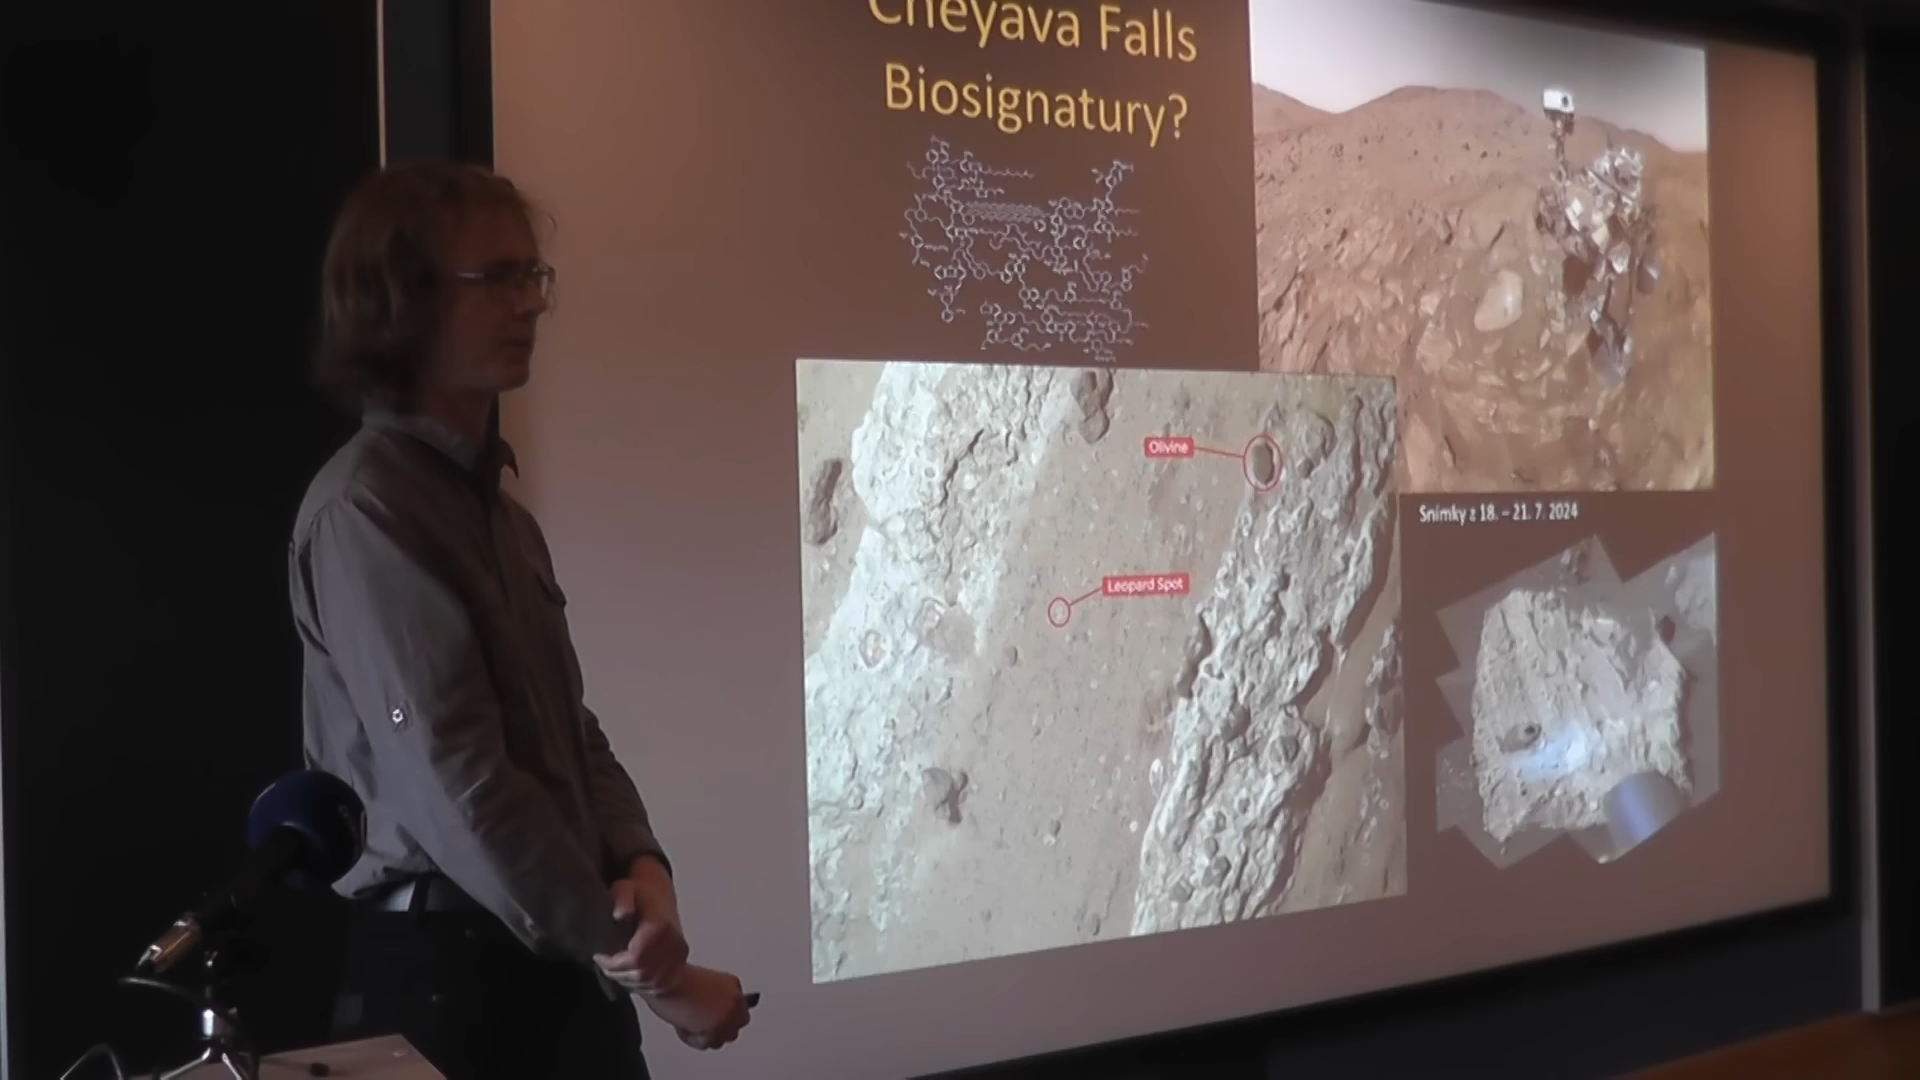 Cheyava Falls
Biosignatury?
Olivine
Leopard Spot
Snímky z 18. – 21. 7. 2024